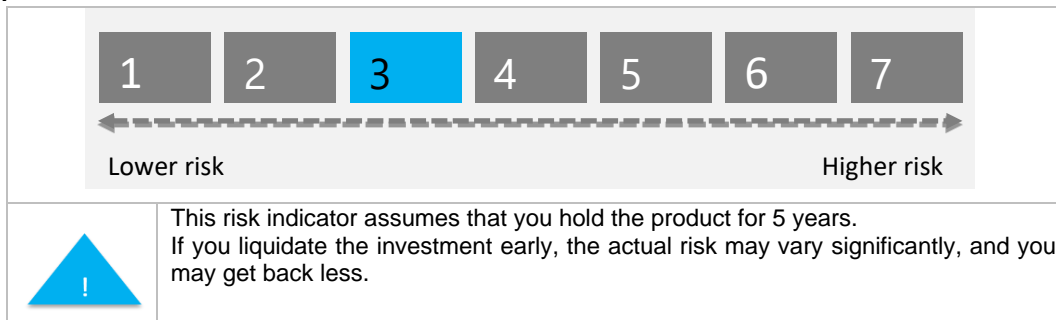 1 2 3 4 5 6 7
Lower risk Higher risk
This risk indicator assumes that you hold the product for 5 years.
If you liquidate the investment early, the actual risk may vary significantly, and you
may get back less.
!